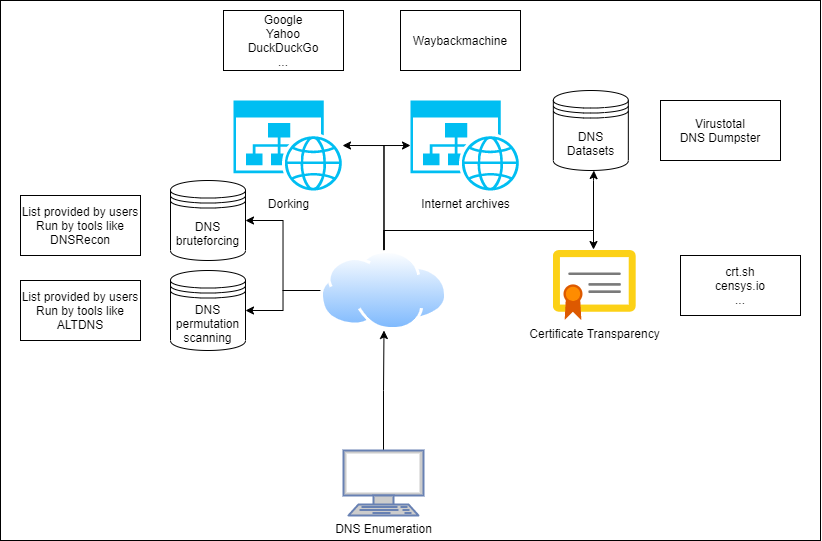 Google
Yahoo
DuckDuckGo
...
Waybackmachine
DNS
Datasets
Virustotal
DNS Dumpster
Dorking
Internet archives
List provided by users
Run by tools like
DNSRecon
DNS
bruteforcing
List provided by users
Run by tools like
ALTDNS
DNS
permutation
scanning
crt.sh
censys.io
...
Certificate Transparency
DNS Enumeration